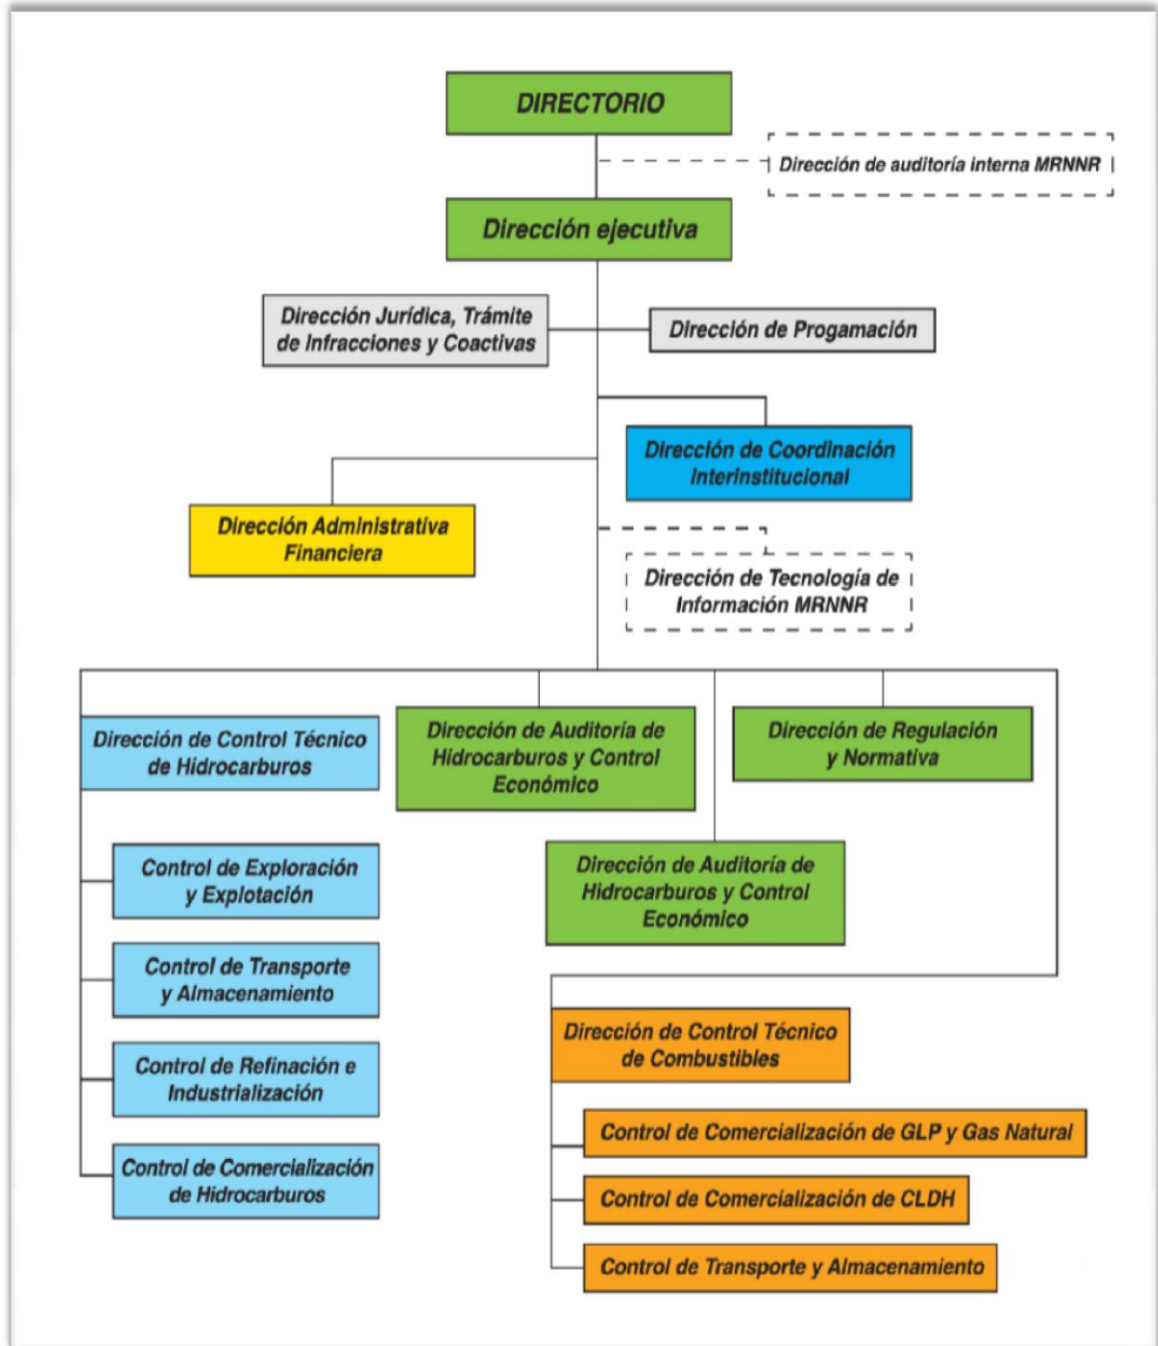 DIRECTORIO
Dirección de auditoría interna MRNNR
Dirección ejecutiva
Dirección Jurídica, Trámite
de Infracciones y Coactivas
Dirección de Progamación
Dirección de Coordinación
Interinstitucional
Dirección Administrativa
Financiera
Dirección de Tecnología de
Información MRNNR
Dirección de Control Técnico
de Hidrocarburos
Dirección de Auditoría de
Hidrocarburos y Control
Económico
Dirección de Regulación
y Normativa
Control de Exploración
y Explotación
Control de Transporte
y Almacenamiento
Control de Refinación e
Industrialización
Control de Comercialización
de Hidrocarburos
Dirección de Auditoría de
Hidrocarburos y Control
Económico
Dirección de Control Técnico
de Combustibles
Control de Comercialización de GLP y Gas Natural
Control de Comercialización de CLDH
Control de Transporte y Almacenamiento